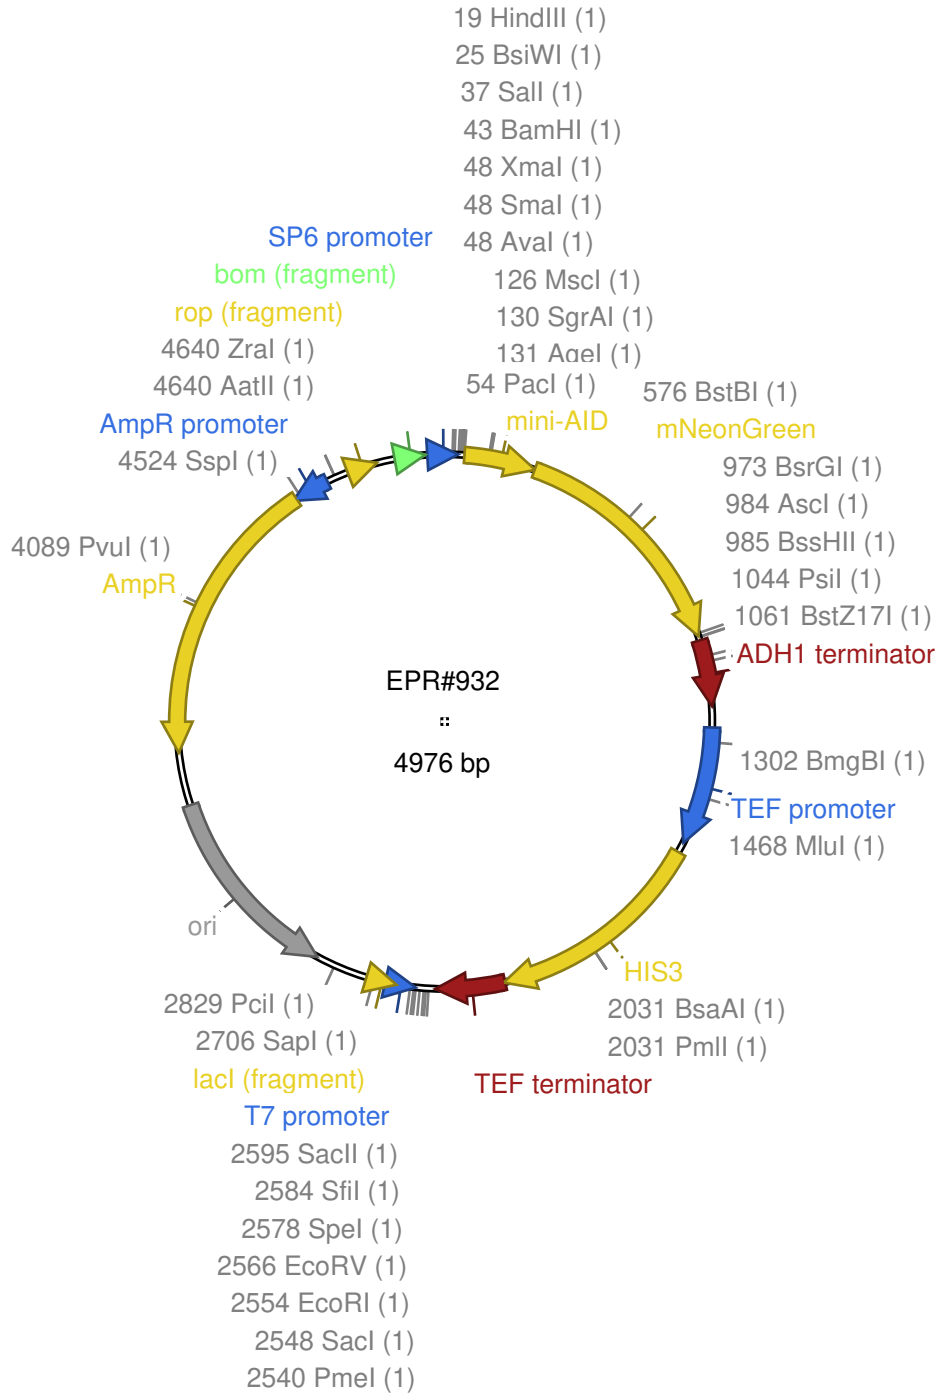 19 HindIII (1)
25 BsiWI (1)
37 SalI (1)
43 BamHI (1)
48 XmaI (1)
48 SmaI (1)
48 AvaI (1)
126 MscI (1)
130 SgrAI (1)
131 AgeI (1)
54 PacI (1)
SP6 promoter
bom (fragment)
rop (fragment)
4640 ZraI (1)
4640 AatII (1)
AmpR promoter
4524 SspI (1)
4089 PvuI (1)
AmpR
mini-AID
576 BstBI (1)
mNeonGreen
973 BsrGI (1)
984 AscI (1)
985 BssHII (1)
1044 PsiI (1)
1061 BstZ17I (1)
ADH1 terminator
EPR#932
::
4976 bp
1302 BmgBI (1)
TEF promoter
1468 MluI (1)
HIS3
2031 BsaAI (1)
2031 PmlI (1)
TEF terminator
ori
2829 PciI (1)
2706 SapI (1)
lacI (fragment)
T7 promoter
2595 SacII (1)
2584 SfiI (1)
2578 SpeI (1)
2566 EcoRV (1)
2554 EcoRI (1)
2548 SacI (1)
2540 PmeI (1)